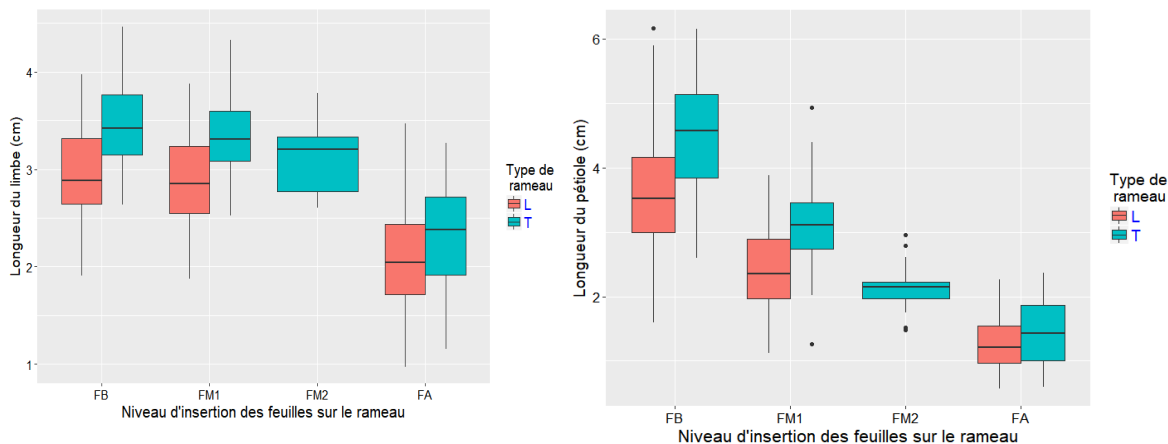 Longueur du limbe (cm)
4
3
2
1
FB
FM1
FM2
FA
Niveau d'insertion des feuilles sur le rameau
Type de
rameau
L
T
Longueur du pétiole (cm)
6
4
2
FB
FM1
FM2
FA
Niveau d'insertion des feuilles sur le rameau
Type de
rameau
L
T